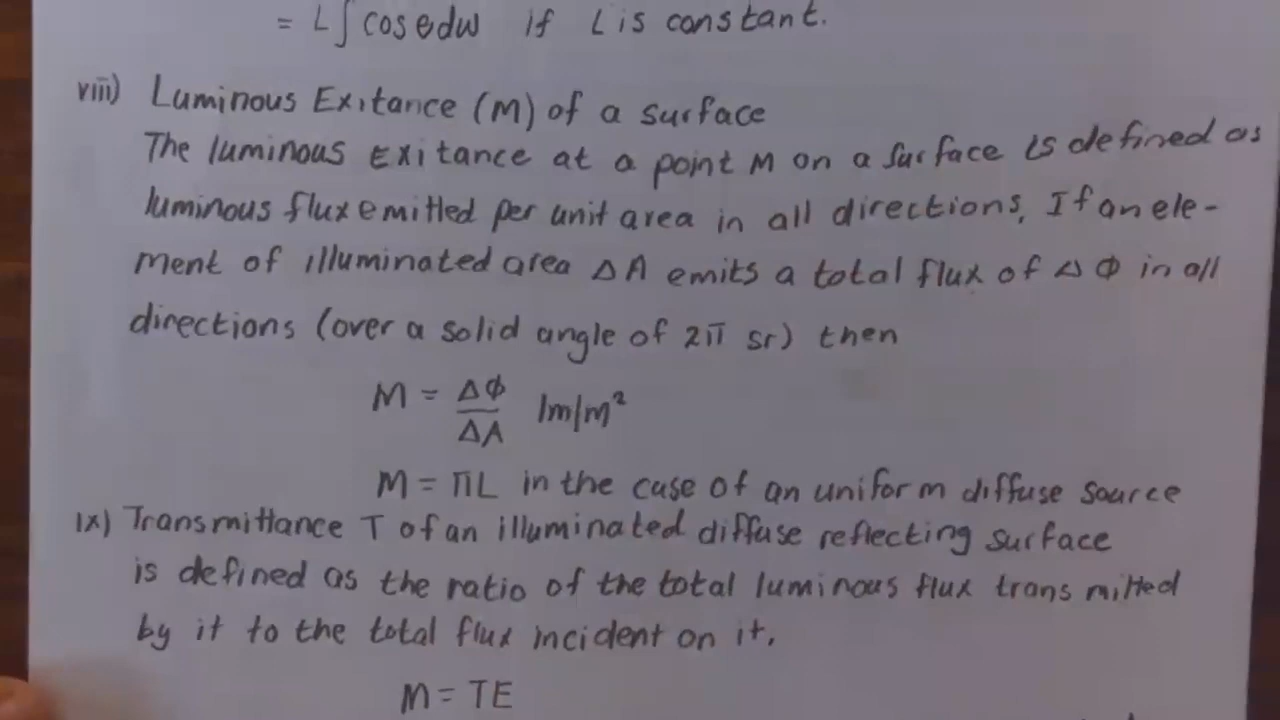 = L∫ cosθdω if L is constant.
viii) Luminous Exitance (M) of a surface
The luminous Exitance at a point M on a surface is defined as
luminous flux emitted per unit area in all directions, If an ele-
ment of illuminated area ΔA emits a total flux of ΔΦ in all
directions (over a solid angle of 2π sr) then
M = ΔΦ/ΔA lm/m²
M = πL in the case of an uniform diffuse source
ix) Transmittance T of an illuminated diffuse reflecting surface
is defined as the ratio of the total luminous flux transmitted
by it to the total flux incident on it.
M = TE